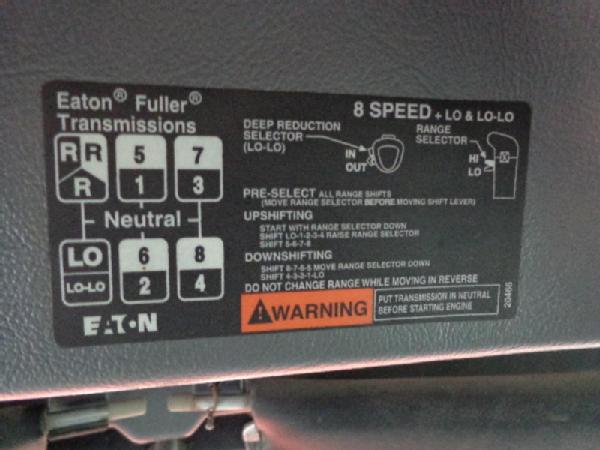 Eaton® Fuller®
Transmissions
8 SPEED + LO & LO-LO
R R 5 7
R 1 3
Neutral
LO 6 8
LO-LO 2 4
EATON
DEEP REDUCTION
SELECTOR
(LO-LO)
IN
OUT
RANGE
SELECTOR
HI
LO
PRE-SELECT ALL RANGE SHIFTS
(MOVE RANGE SELECTOR BEFORE MOVING SHIFT LEVER)
UPSHIFTING
START WITH RANGE SELECTOR DOWN
SHIFT LO-1-2-3-4 RAISE RANGE SELECTOR
SHIFT 5-6-7-8
DOWNSHIFTING
SHIFT 8-7-6-5 MOVE RANGE SELECTOR DOWN
SHIFT 4-3-2-1-LO
DO NOT CHANGE RANGE WHILE MOVING IN REVERSE
WARNING
PUT TRANSMISSION IN NEUTRAL
BEFORE STARTING ENGINE
20466